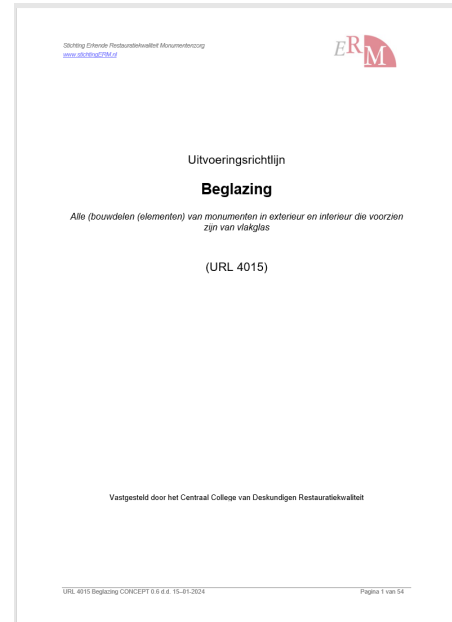 Stichting Erkende Restauratiekwaliteit Monumentenzorg
www.stichtingERM.nl
ERM
Uitvoeringsrichtlijn
Beglazing
Alle (bouwdelen (elementen) van monumenten in exterieur en interieur die voorzien
zijn van vlakglas
(URL 4015)
Vastgesteld door het Centraal College van Deskundigen Restauratiekwaliteit
URL 4015 Beglazing CONCEPT 0.6 d.d. 15-01-2024 Pagina 1 van 54